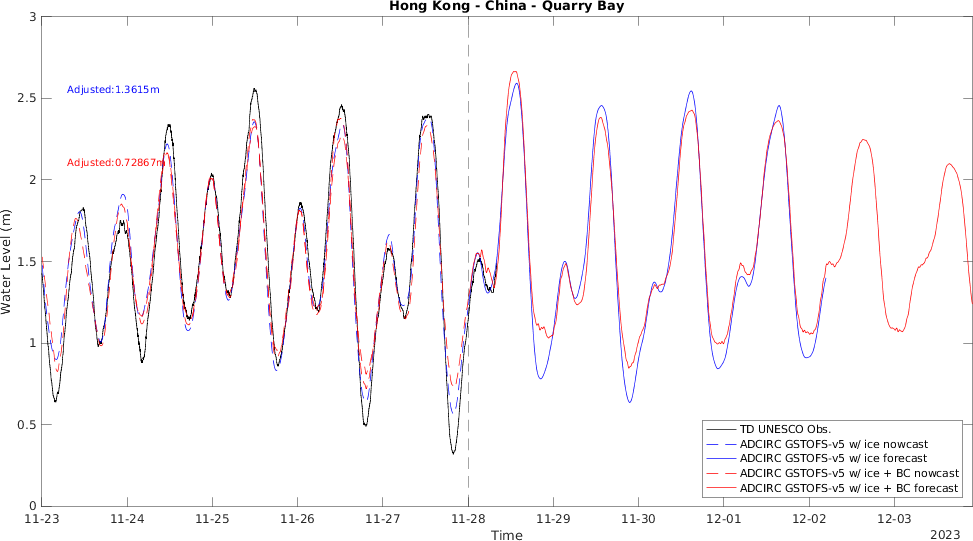 Hong Kong - China - Quarry Bay
3
2.5
2
1.5
1
0.5
0
Water Level (m)
Adjusted:1.3615m
Adjusted:0.72867m
TD UNESCO Obs.
ADCIRC GSTOFS-v5 w/ ice nowcast
ADCIRC GSTOFS-v5 w/ ice forecast
ADCIRC GSTOFS-v5 w/ ice + BC nowcast
ADCIRC GSTOFS-v5 w/ ice + BC forecast
11-23 11-24 11-25 11-26 11-27 11-28 11-29 11-30 12-01 12-02 12-03
Time
2023